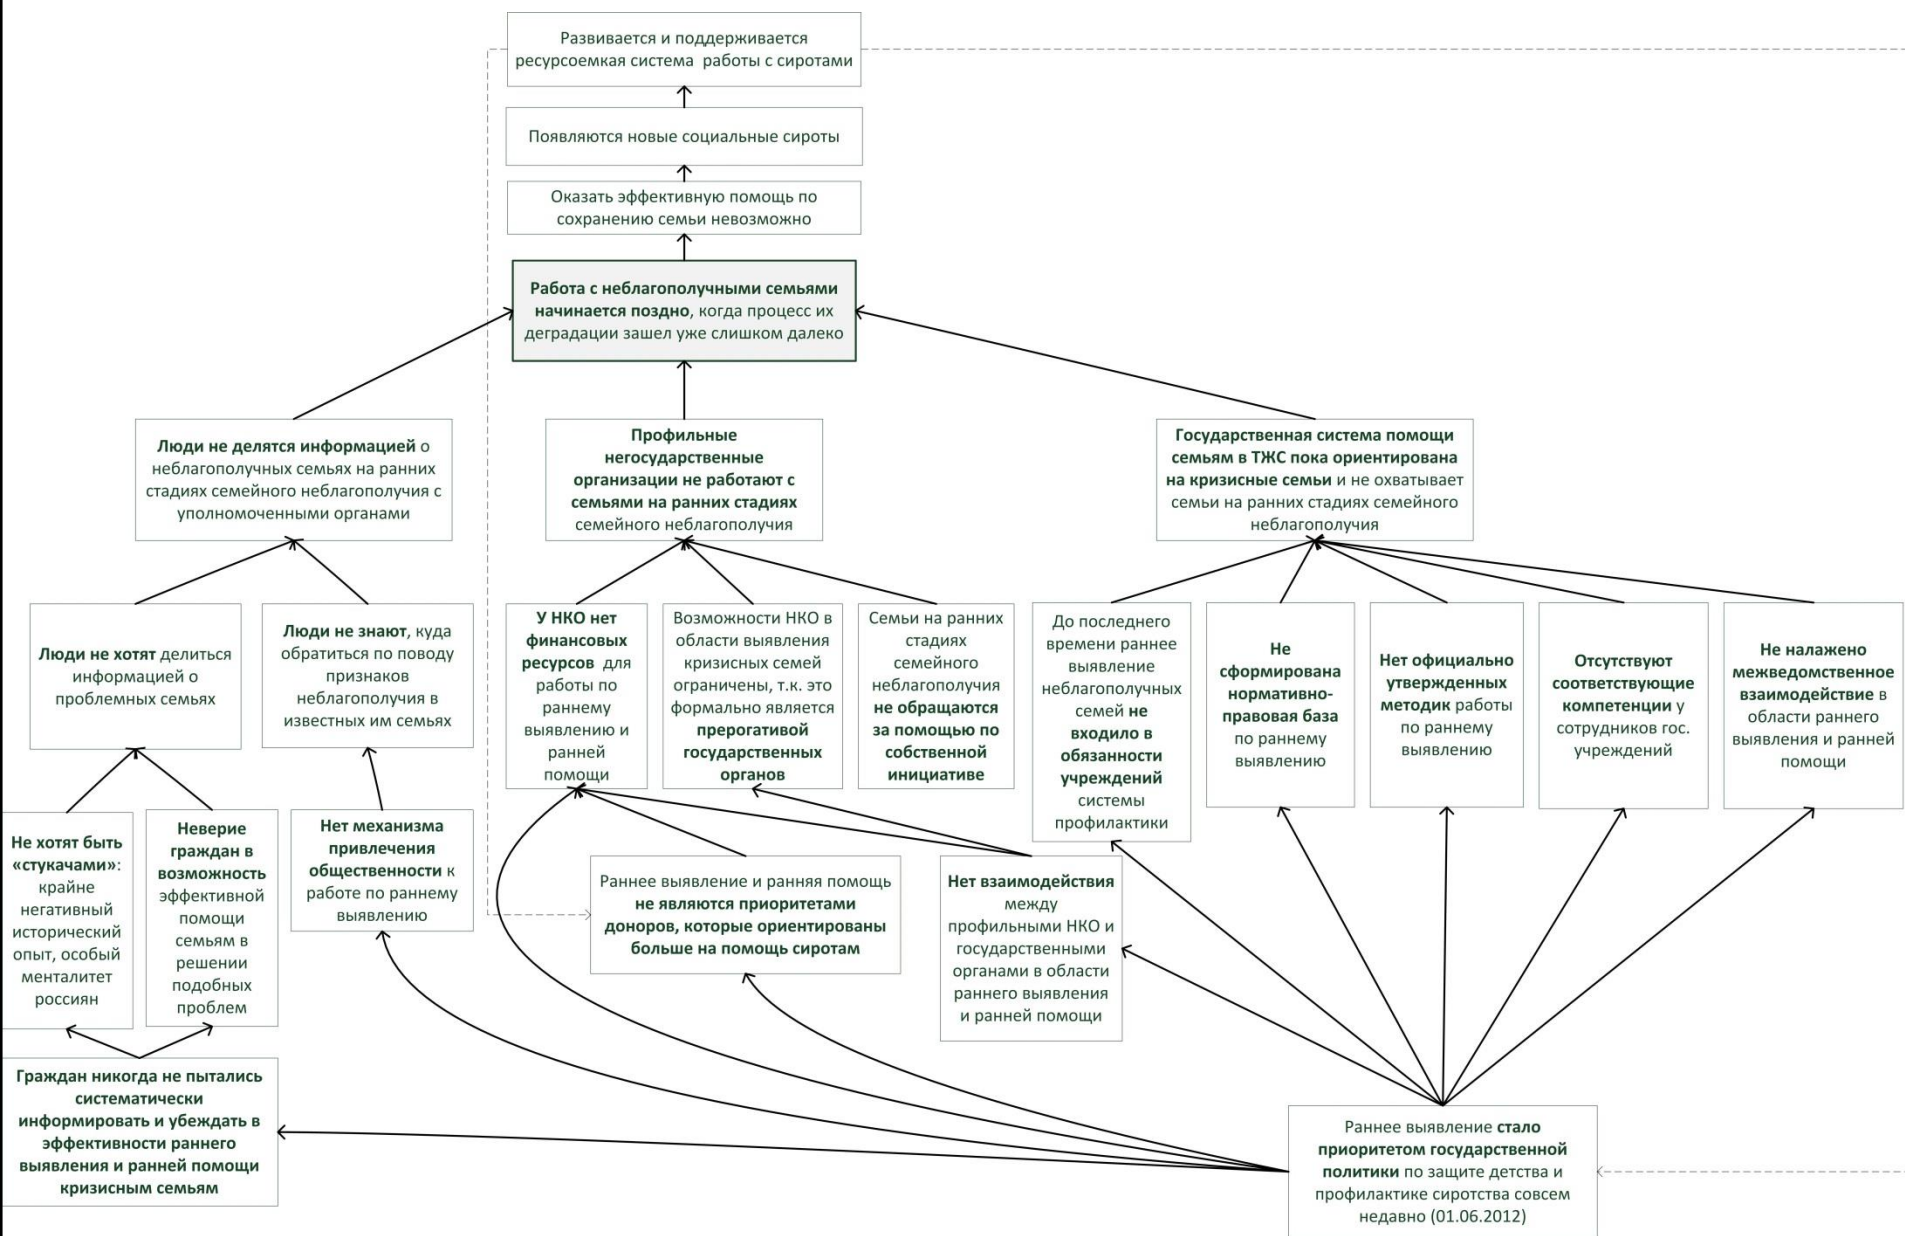 Развивается и поддерживается
ресурсоемкая система работы с сиротами
Появляются новые социальные сироты
Оказать эффективную помощь по
сохранению семьи невозможно
Работа с неблагополучными семьями
начинается поздно, когда процесс их
деградации зашел уже слишком далеко
Люди не делятся информацией о
неблагополучных семьях на ранних
стадиях семейного неблагополучия с
уполномоченными органами
Профильные
негосударственные
организации не работают с
семьями на ранних стадиях
семейного неблагополучия
Государственная система помощи
семьям в ТЖС пока ориентирована
на кризисные семьи и не охватывает
семьи на ранних стадиях семейного
неблагополучия
Люди не хотят делиться
информацией о
проблемных семьях
Люди не знают, куда
обратиться по поводу
признаков
неблагополучия в
известных им семьях
У НКО нет
финансовых
ресурсов для
работы по
раннему
выявлению и
ранней
помощи
Возможности НКО в
области выявления
кризисных семей
ограничены, т.к. это
формально является
прерогативой
государственных
органов
Семьи на ранних
стадиях
семейного
неблагополучия
не обращаются
за помощью по
собственной
инициативе
До последнего
времени раннее
выявление
неблагополучных
семей не
входило в
обязанности
учреждений
системы
профилактики
Не
сформирована
нормативно-
правовая база
по раннему
выявлению
Нет официально
утвержденных
методик работы
по раннему
выявлению
Отсутствуют
соответствующие
компетенции у
сотрудников гос.
учреждений
Не налажено
межведомственное
взаимодействие в
области раннего
выявления и ранней
помощи
Не хотят быть
«стукачами»:
крайне
негативный
исторический
опыт, особый
менталитет
россиян
Неверие
граждан в
возможность
эффективной
помощи
семьям в
решении
подобных
проблем
Нет механизма
привлечения
общественности к
работе по раннему
выявлению
Раннее выявление и ранняя помощь
не являются приоритетами
доноров, которые ориентированы
больше на помощь сиротам
Нет взаимодействия
между
профильными НКО и
государственными
органами в области
раннего выявления
и ранней помощи
Граждан никогда не пытались
систематически
информировать и убеждать в
эффективности раннего
выявления и ранней помощи
кризисным семьям
Раннее выявление стало
приоритетом государственной
политики по защите детства и
профилактике сиротства совсем
недавно (01.06.2012)